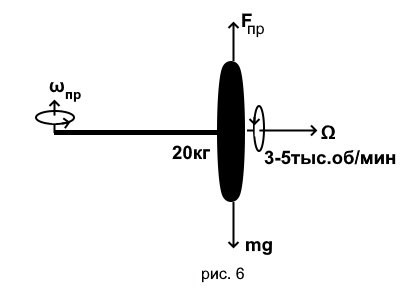 Fпр
ωпр
Ω
20кг
3-5тыс.об/мин
mg
рис. 6